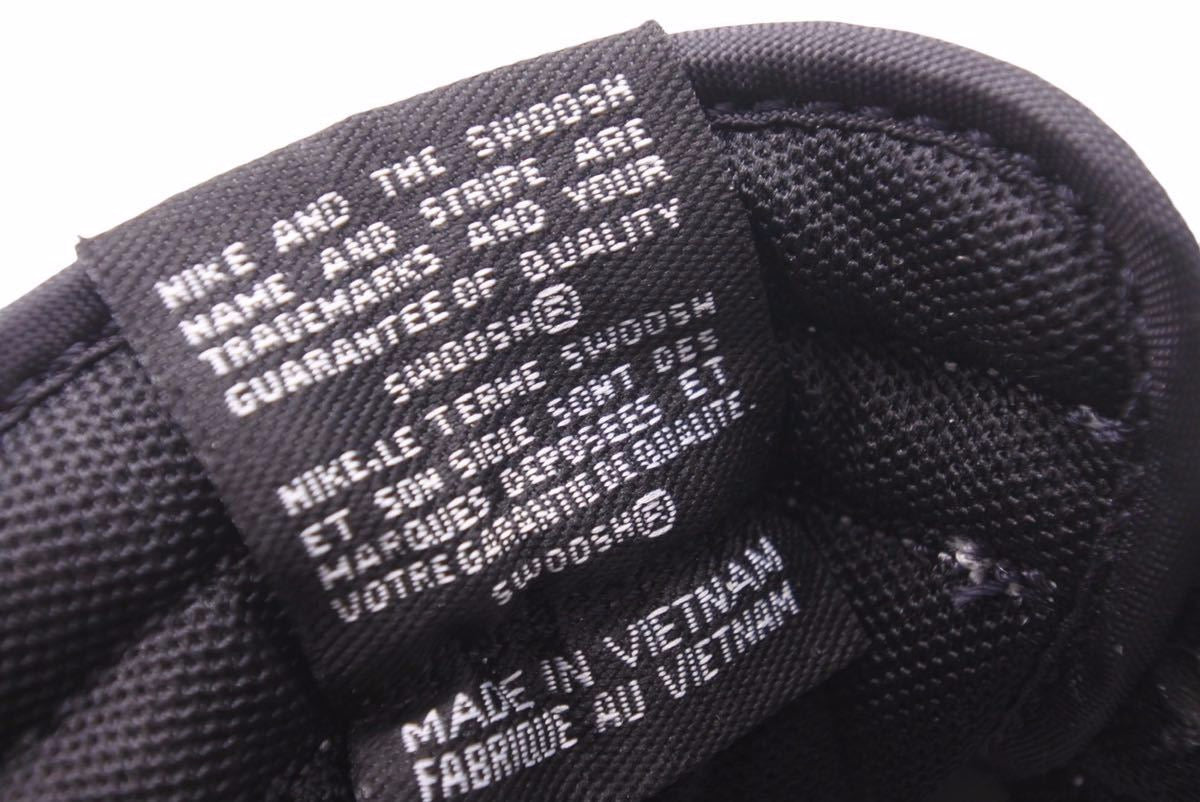 NIKE AND THE SWOOSH
NAME AND STRIPE ARE
TRADEMARKS AND YOUR
GUARANTEE OF QUALITY
SWOOSH®
NIKE.LE TERME SWOOSH
ET SON SIGLE SONT DES
MARQUES DEPOSEES ET
VOTRE GARANTIE DE QUALITE.
SWOOSH®
MADE IN VIETNAM
FABRIQUE AU VIETNAM